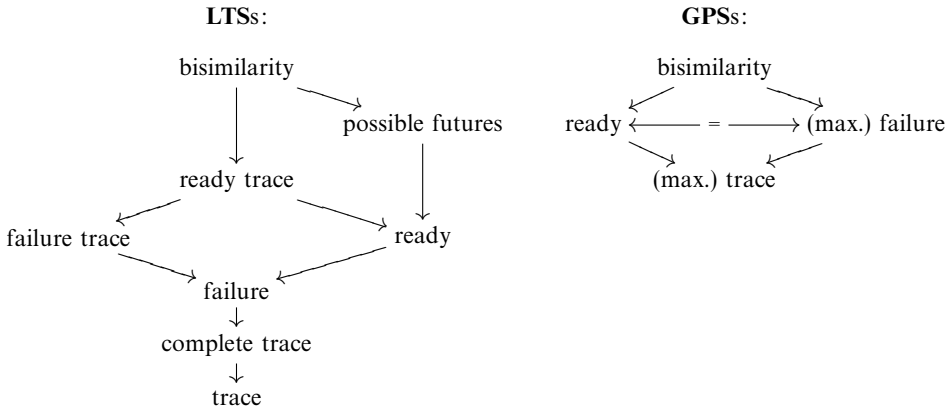 LTSs:
GPSs:
bisimilarity
bisimilarity
possible futures
ready
=
(max.) failure
ready trace
(max.) trace
failure trace
ready
failure
complete trace
trace